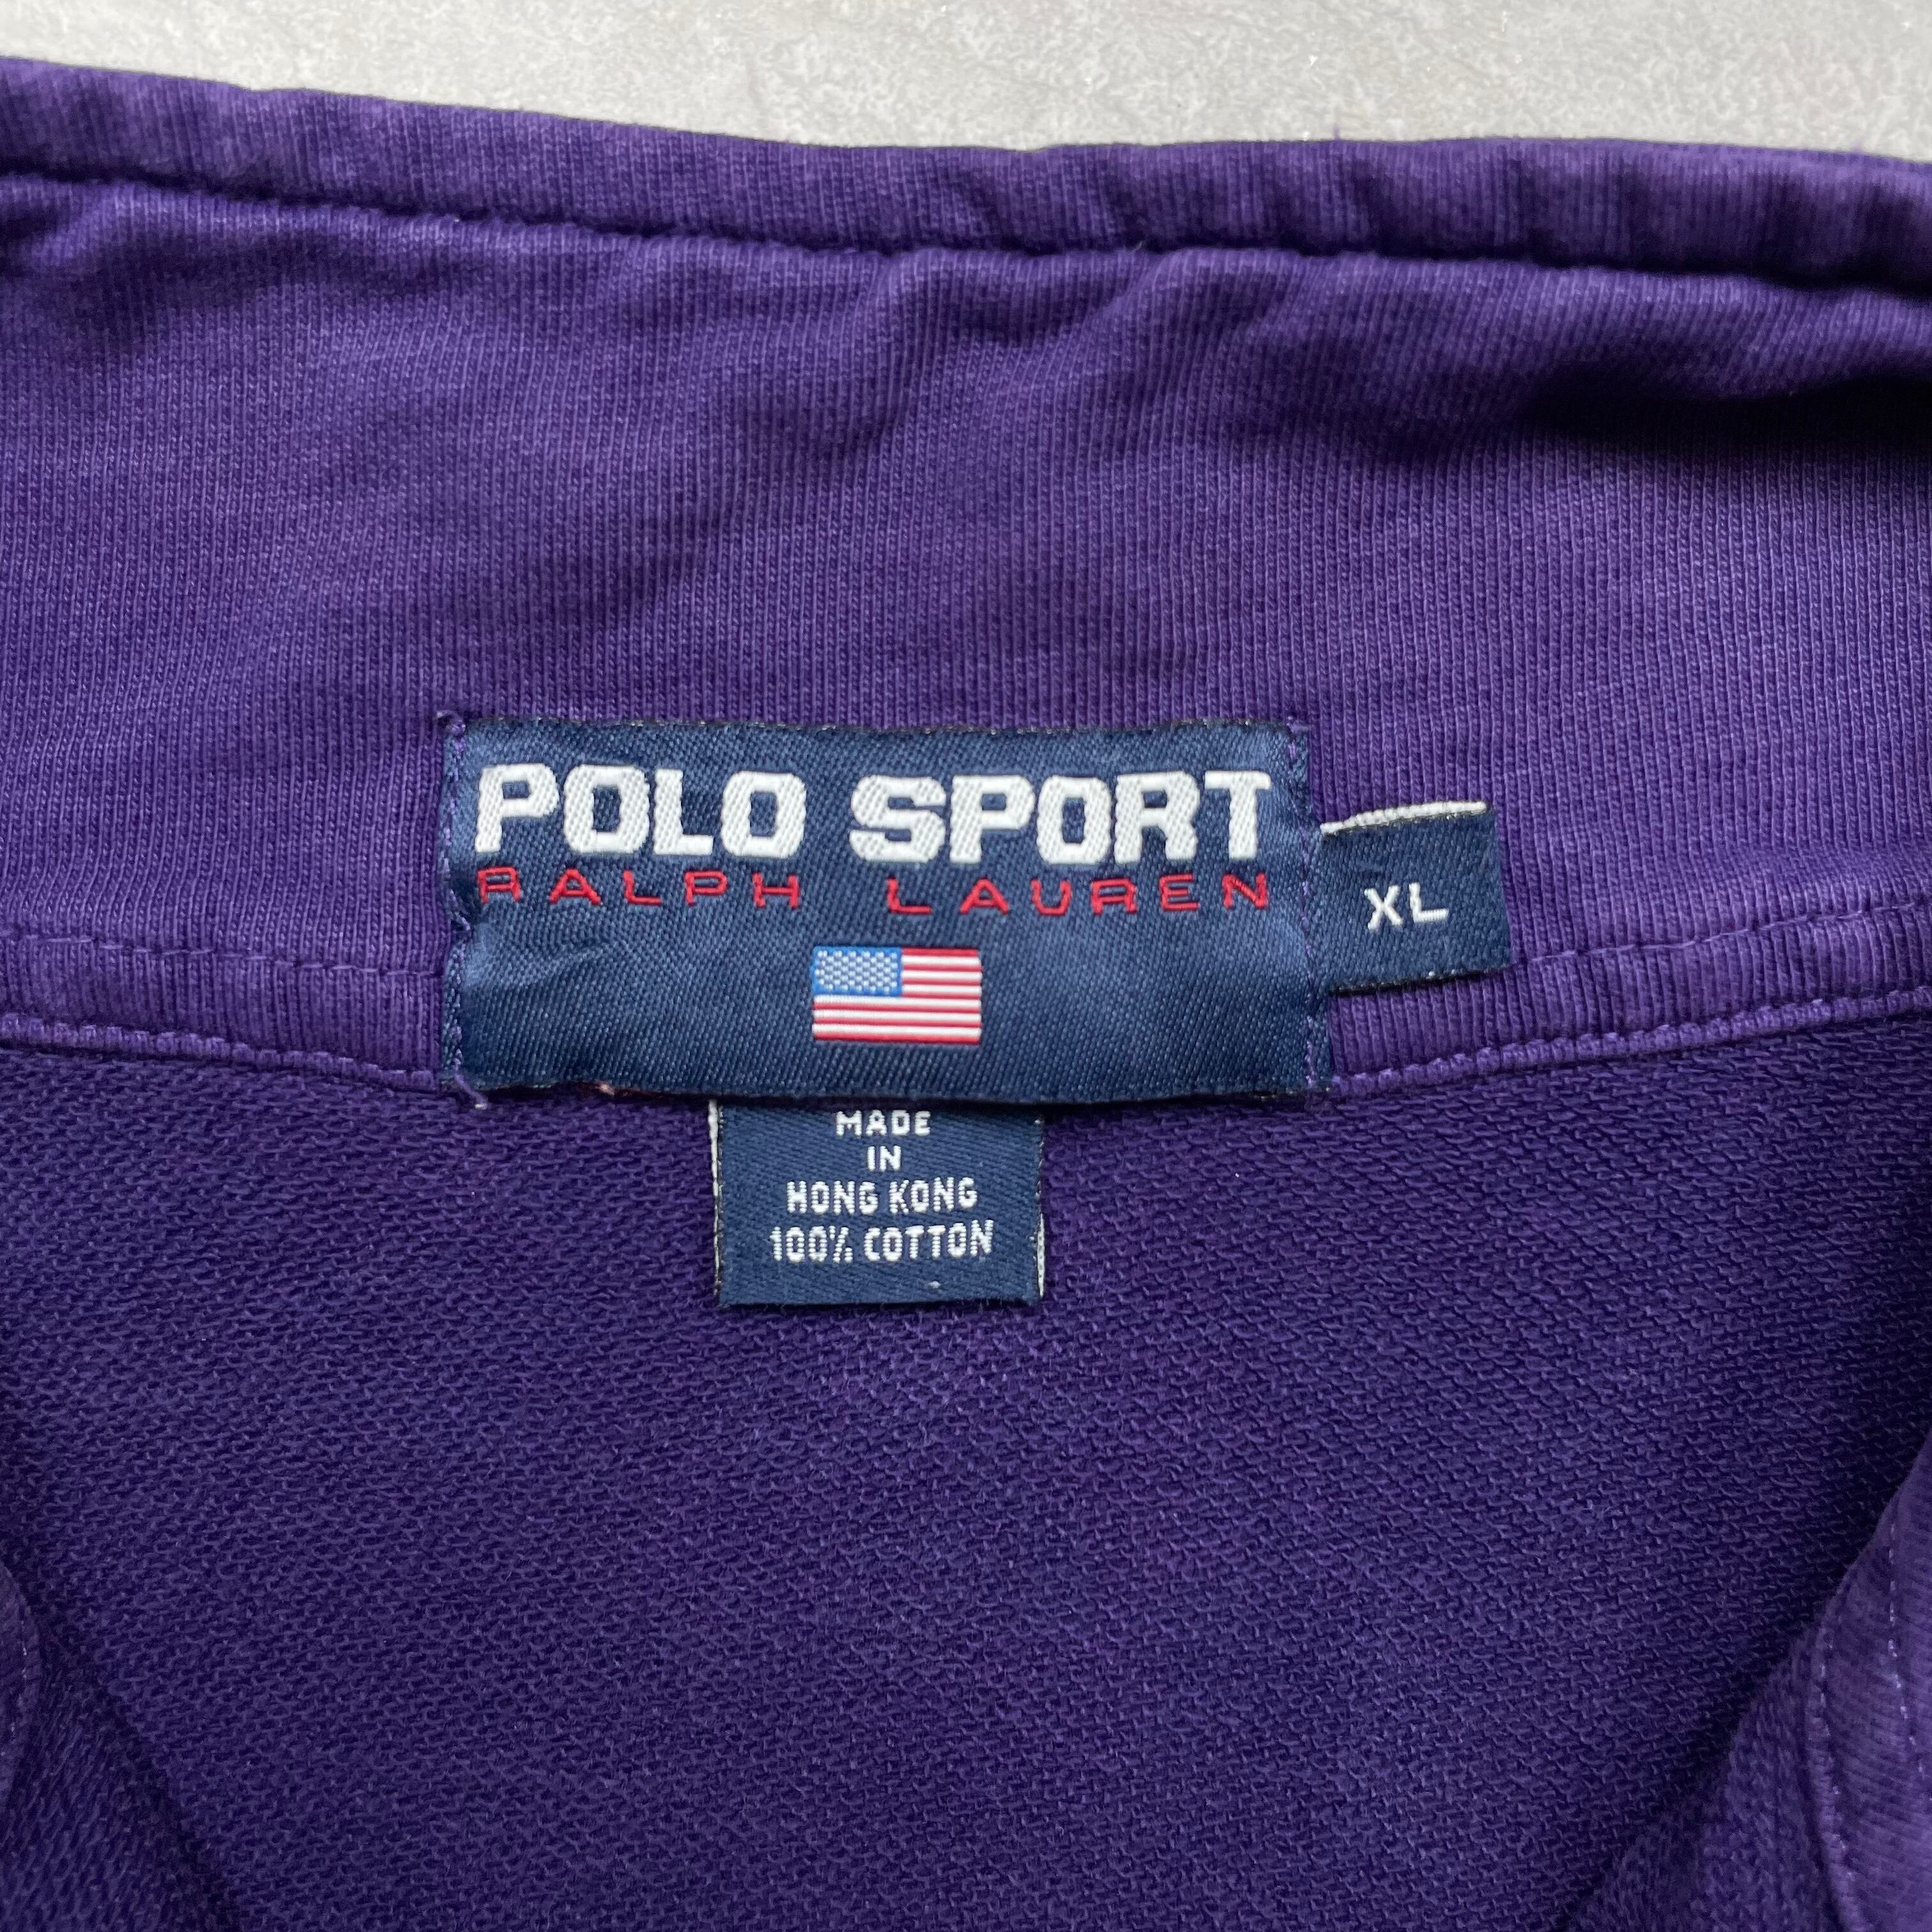 POLO SPORT
RALPH LAUREN
XL
MADE
IN
HONG KONG
100% COTTON